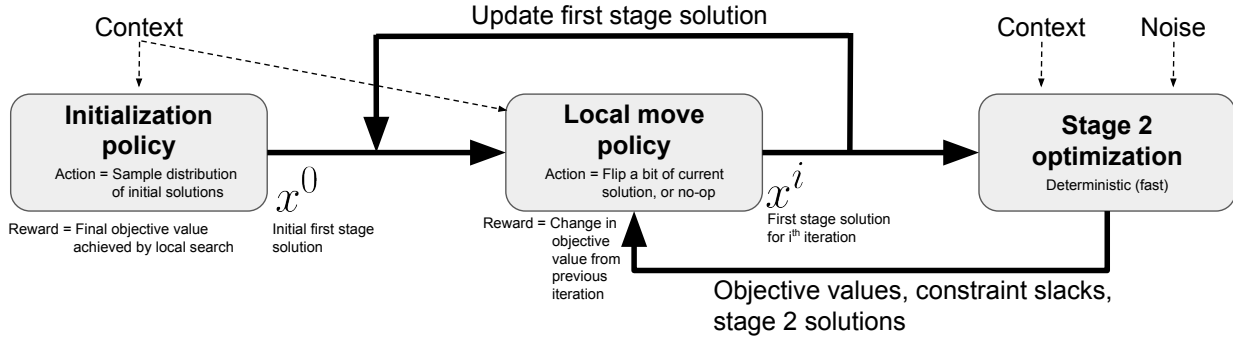 Update first stage solution
Context
Context
Noise
Initialization
policy
Action = Sample distribution
of initial solutions
Reward = Final objective value
achieved by local search
x^0
Initial first stage
solution
Local move
policy
Action = Flip a bit of current
solution, or no-op
Reward = Change in
objective
value from
previous
iteration
x^i
First stage solution
for i^th iteration
Stage 2
optimization
Deterministic (fast)
Objective values, constraint slacks,
stage 2 solutions